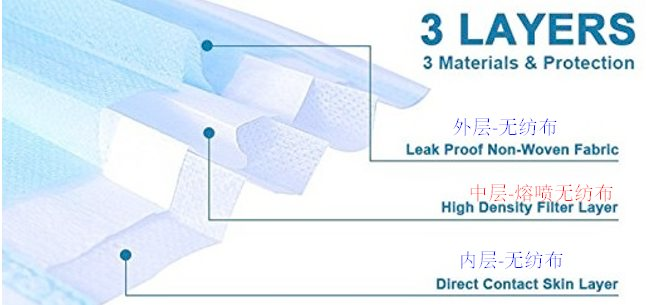 3 LAYERS
3 Materials & Protection
外层-无纺布
Leak Proof Non-Woven Fabric
中层-熔喷无纺布
High Density Filter Layer
内层-无纺布
Direct Contact Skin Layer